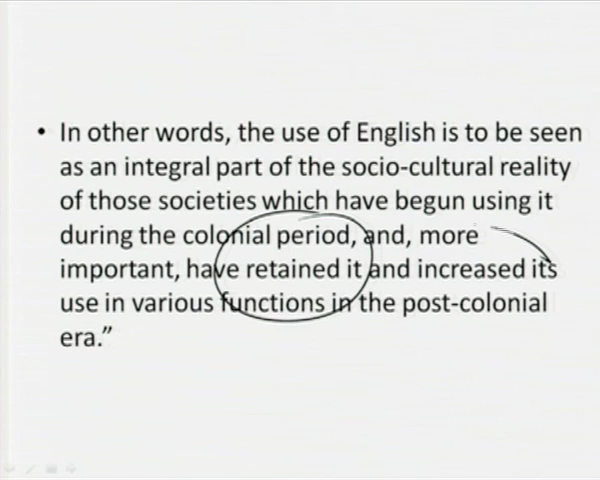 • In other words, the use of English is to be seen
as an integral part of the socio-cultural reality
of those societies which have begun using it
during the colonial period, and, more
important, have retained it and increased its
use in various functions in the post-colonial
era.”